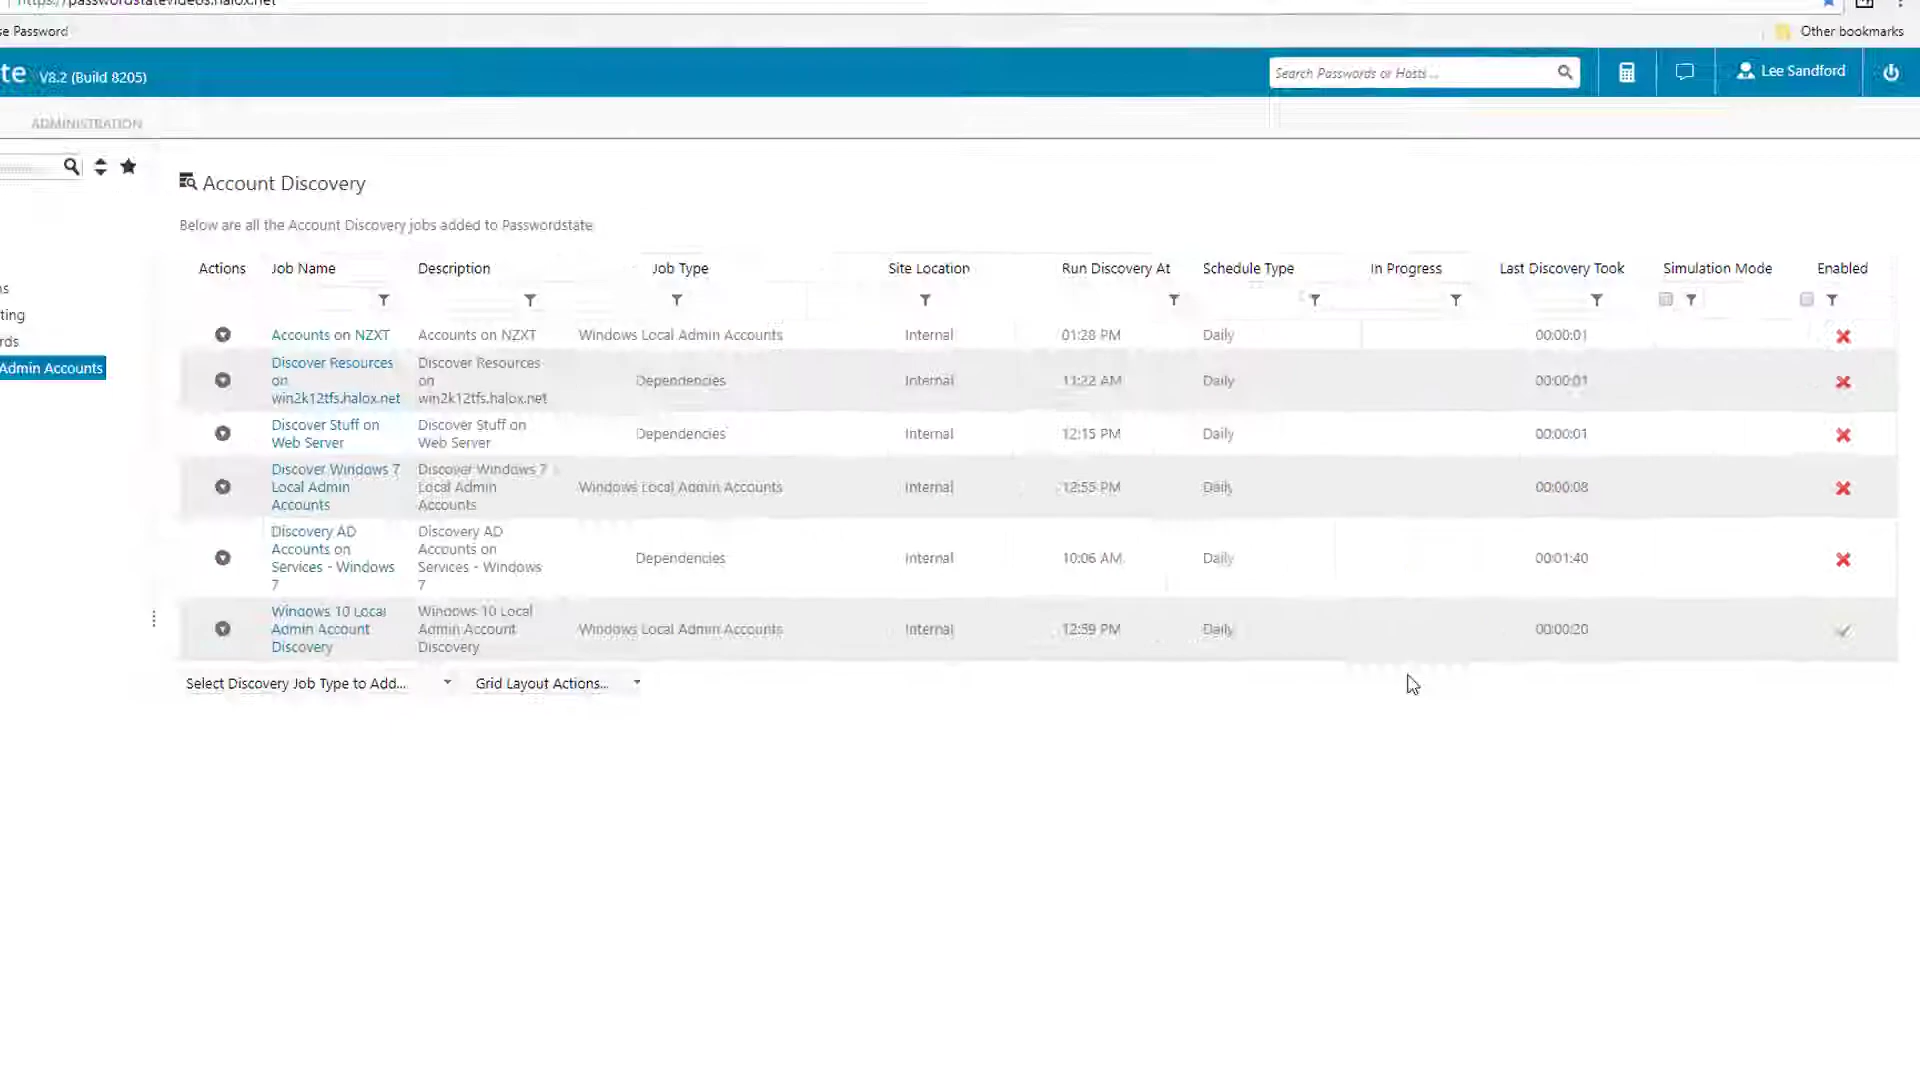 https://passwordstatevideos.halox.net
se Password
Other bookmarks
te V8.2 (Build 8205)
Search Passwords or Hosts ...
Lee Sandford
ADMINISTRATION
Account Discovery
Below are all the Account Discovery jobs added to Passwordstate
ns
ting
rds
Admin Accounts
Actions Job Name Description Job Type Site Location Run Discovery At Schedule Type In Progress Last Discovery Took Simulation Mode Enabled
Accounts on NZXT Accounts on NZXT Windows Local Admin Accounts Internal 01:28 PM Daily 00:00:01
Discover Resources Discover Resources
on on Dependencies Internal 11:22 AM Daily 00:00:01
win2k12tfs.halox.net win2k12tfs.halox.net
Discover Stuff on Discover Stuff on
Web Server Web Server Dependencies Internal 12:15 PM Daily 00:00:01
Discover Windows 7 Discover Windows 7
Local Admin Local Admin Windows Local Admin Accounts Internal 12:55 PM Daily 00:00:08
Accounts Accounts
Discovery AD Discovery AD
Accounts on Accounts on Dependencies Internal 10:06 AM Daily 00:01:40
Services - Windows Services - Windows
7 7
Windows 10 Local Windows 10 Local
Admin Account Admin Account Windows Local Admin Accounts Internal 12:59 PM Daily 00:00:20
Discovery Discovery
Select Discovery Job Type to Add... Grid Layout Actions...